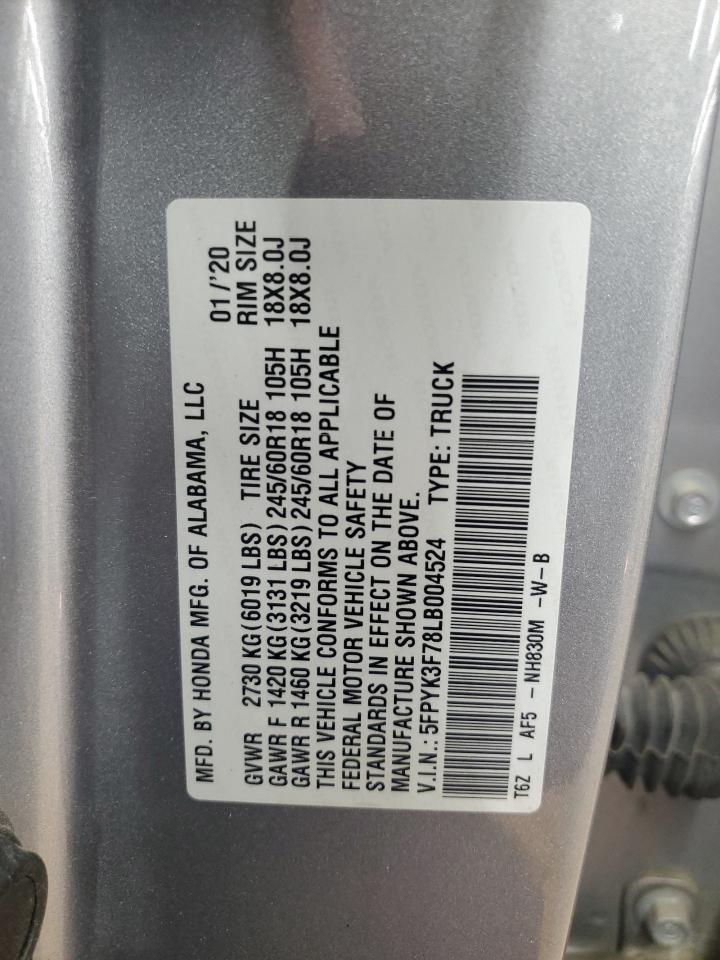 MFD. BY HONDA MFG. OF ALABAMA, LLC 01/'20
GVWR 2730 KG(6019 LBS) TIRE SIZE RIM SIZE
GAWR F 1420 KG(3131 LBS)245/60R18 105H 18X8.0J
GAWR R 1460 KG(3219 LBS)245/60R18 105H 18X8.0J
THIS VEHICLE CONFORMS TO ALL APPLICABLE
FEDERAL MOTOR VEHICLE SAFETY
STANDARDS IN EFFECT ON THE DATE OF
MANUFACTURE SHOWN ABOVE.
V.I.N.:5FPYK3F78LB004524 TYPE:TRUCK
T6Z L AF5 -NH830M -W-B